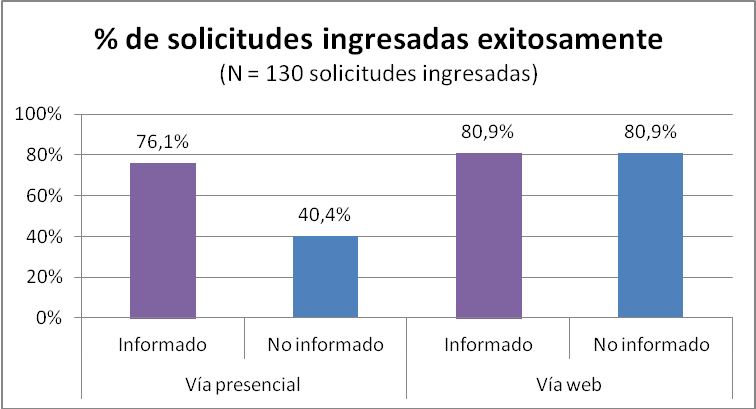 % de solicitudes ingresadas exitosamente
(N = 130 solicitudes ingresadas)
100%
80%
60%
40%
20%
0%
76,1%
40,4%
80,9%
80,9%
Informado
No informado
Informado
No informado
Vía presencial
Vía web